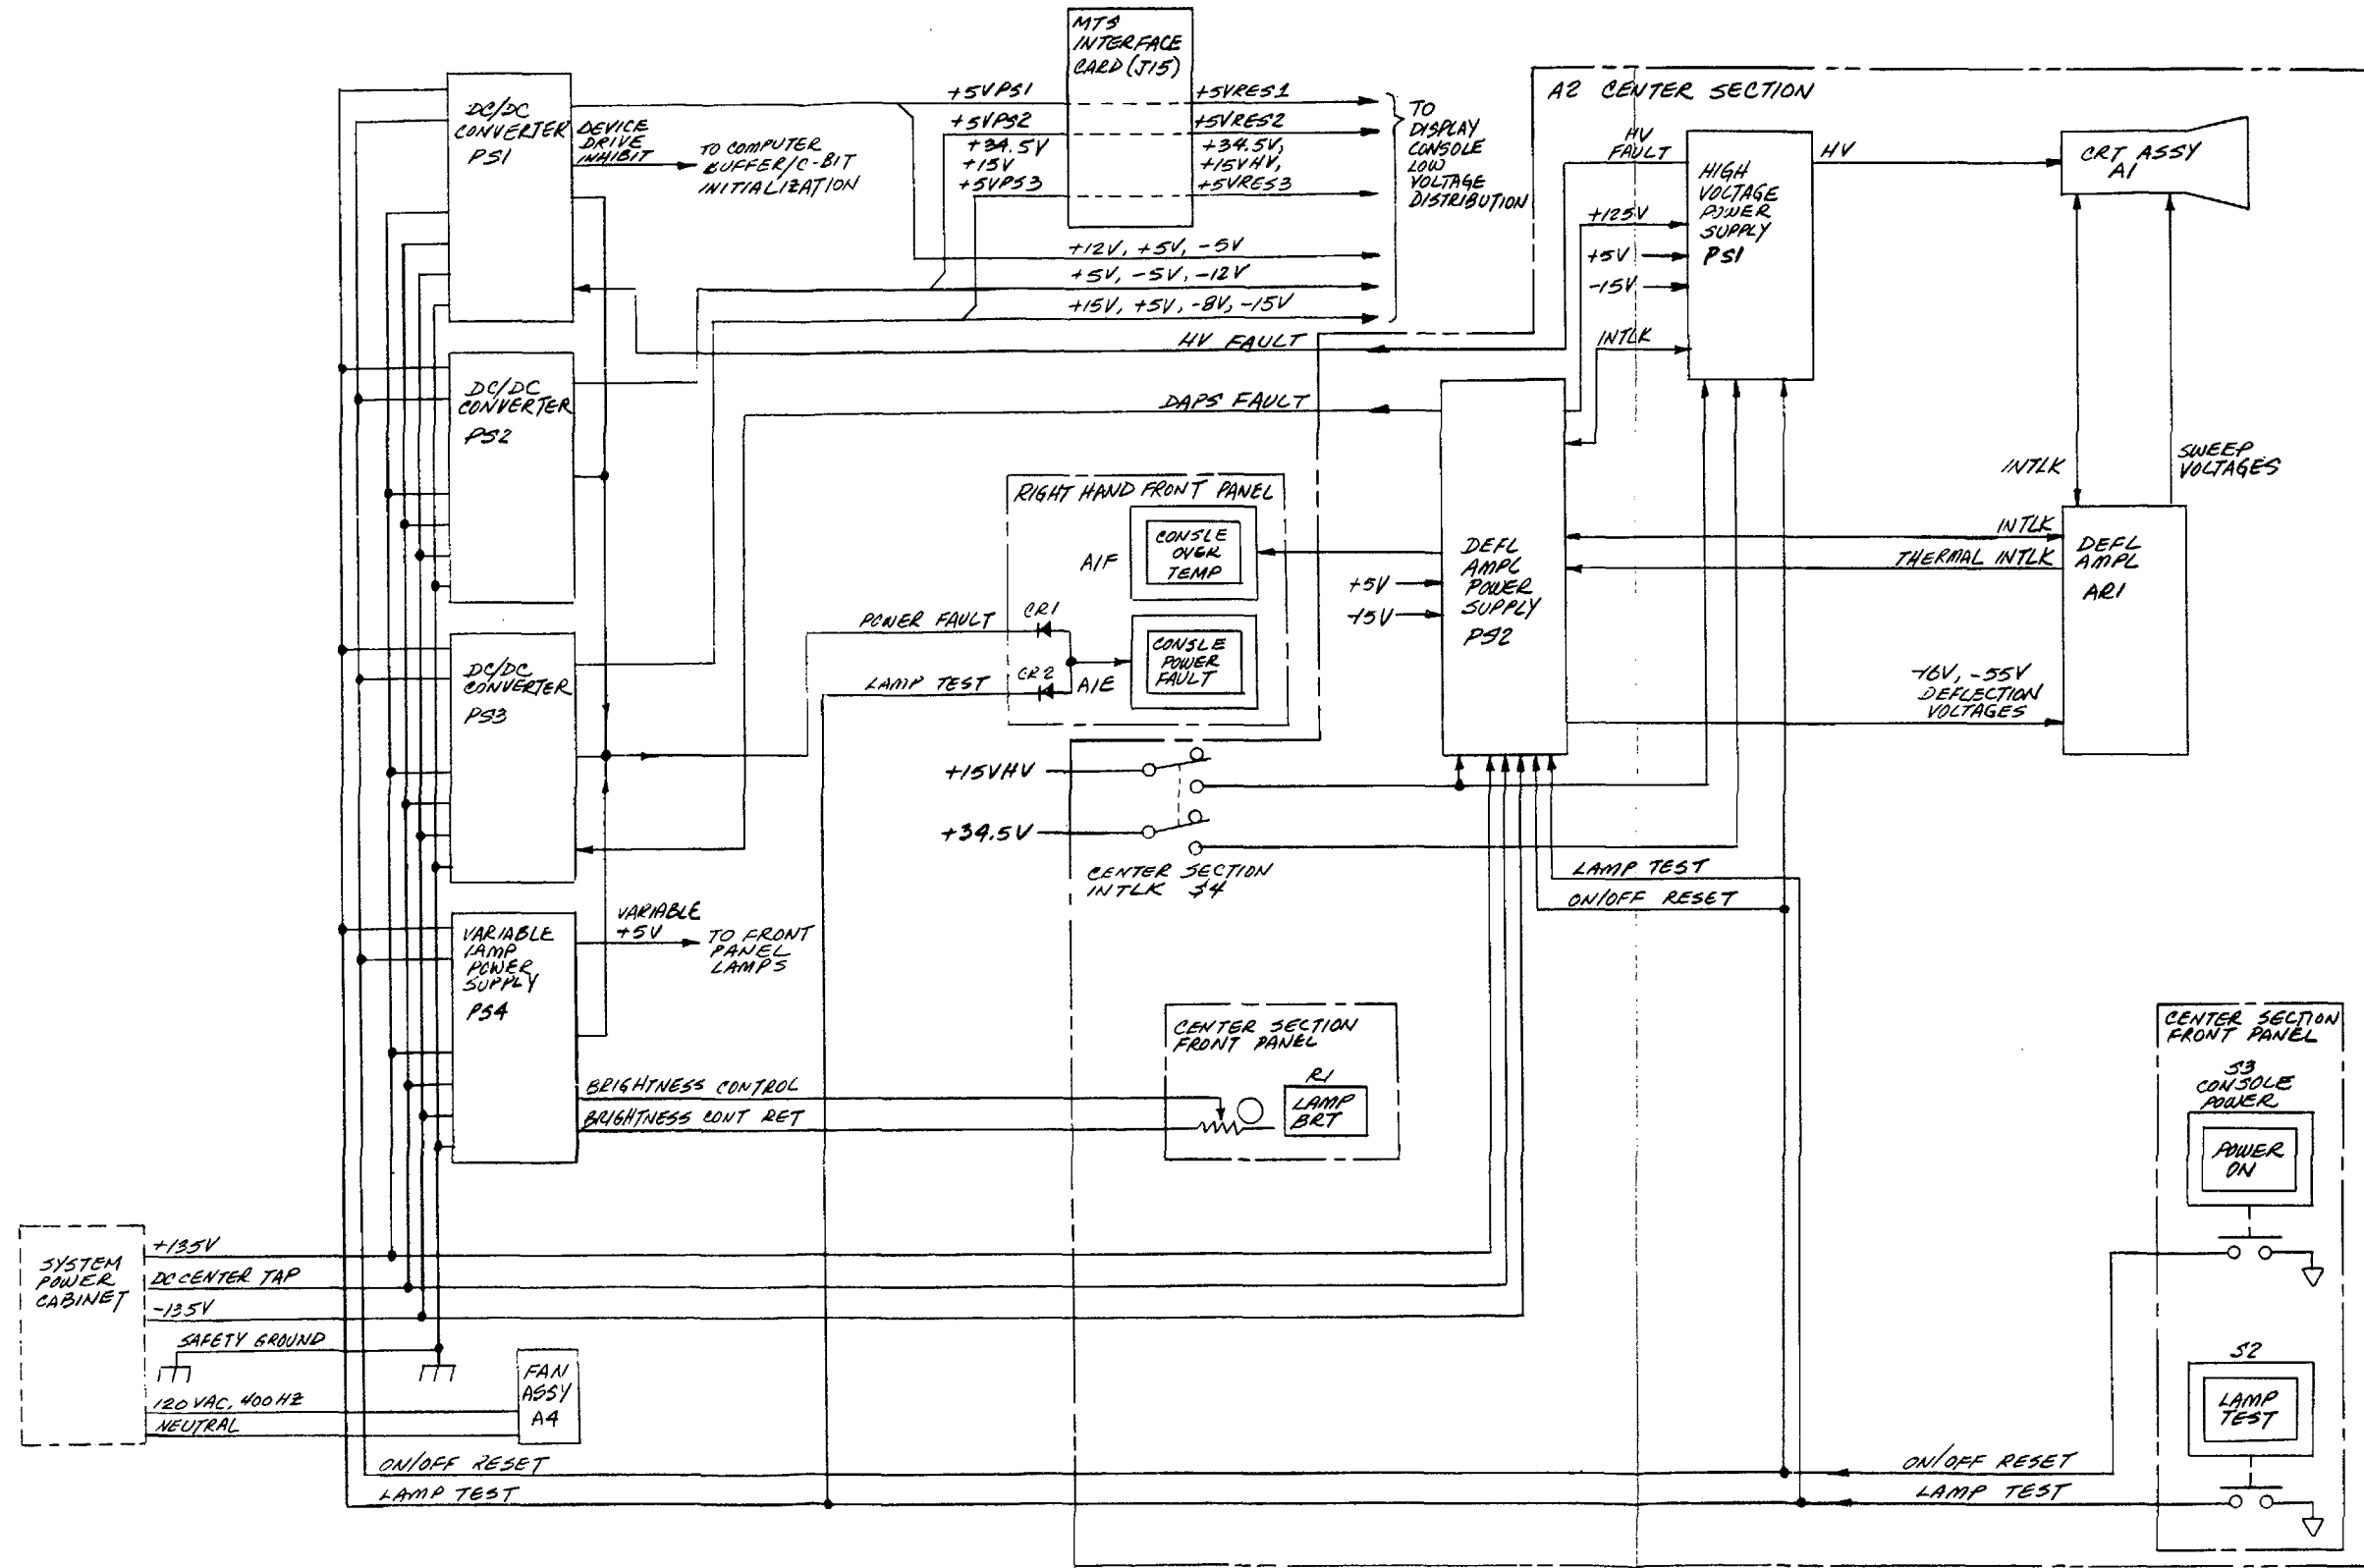 MTS
INTERFACE
CARD (J15)
+5VPS1
+5VRES1
+5VPS2
+5VRES2
+34.5V
+15V
+5VPS3
+34.5V,
+15VHV,
+5VRES3
TO
DISPLAY
CONSOLE
LOW
VOLTAGE
DISTRIBUTION
+12V, +5V, -5V
+5V, -5V, -12V
+15V, +5V, -8V, -15V
DC/DC
CONVERTER
PS1
DEVICE
DRIVE
INHIBIT
TO COMPUTER
BUFFER/C-BIT
INITIALIZATION
A2 CENTER SECTION
HV
FAULT
HIGH
VOLTAGE
POWER
SUPPLY
PS1
HV
CRT ASSY
A1
+125V
+5V
-15V
INTLK
HV FAULT
DC/DC
CONVERTER
PS2
DAPS FAULT
INTLK
SWEEP
VOLTAGES
RIGHT HAND FRONT PANEL
A1F
CONSLE
OVER
TEMP
POWER FAULT
CR1
LAMP TEST
CR2
A1E
CONSLE
POWER
FAULT
DEFL
AMPL
POWER
SUPPLY
PS2
+5V
-15V
INTLK
THERMAL INTLK
DEFL
AMPL
AR1
-16V, -55V
DEFLECTION
VOLTAGES
DC/DC
CONVERTER
PS3
+15VHV
+34.5V
CENTER SECTION
INTLK S4
LAMP TEST
ON/OFF RESET
VARIABLE
LAMP
POWER
SUPPLY
PS4
VARIABLE
+5V
TO FRONT
PANEL
LAMPS
BRIGHTNESS CONTROL
BRIGHTNESS CONT RET
CENTER SECTION
FRONT PANEL
R1
LAMP
BRT
CENTER SECTION
FRONT PANEL
S3
CONSOLE
POWER
POWER
ON
S2
LAMP
TEST
SYSTEM
POWER
CABINET
+135V
DC CENTER TAP
-135V
SAFETY GROUND
120 VAC, 400HZ
NEUTRAL
FAN
ASSY
A4
ON/OFF RESET
LAMP TEST
ON/OFF RESET
LAMP TEST